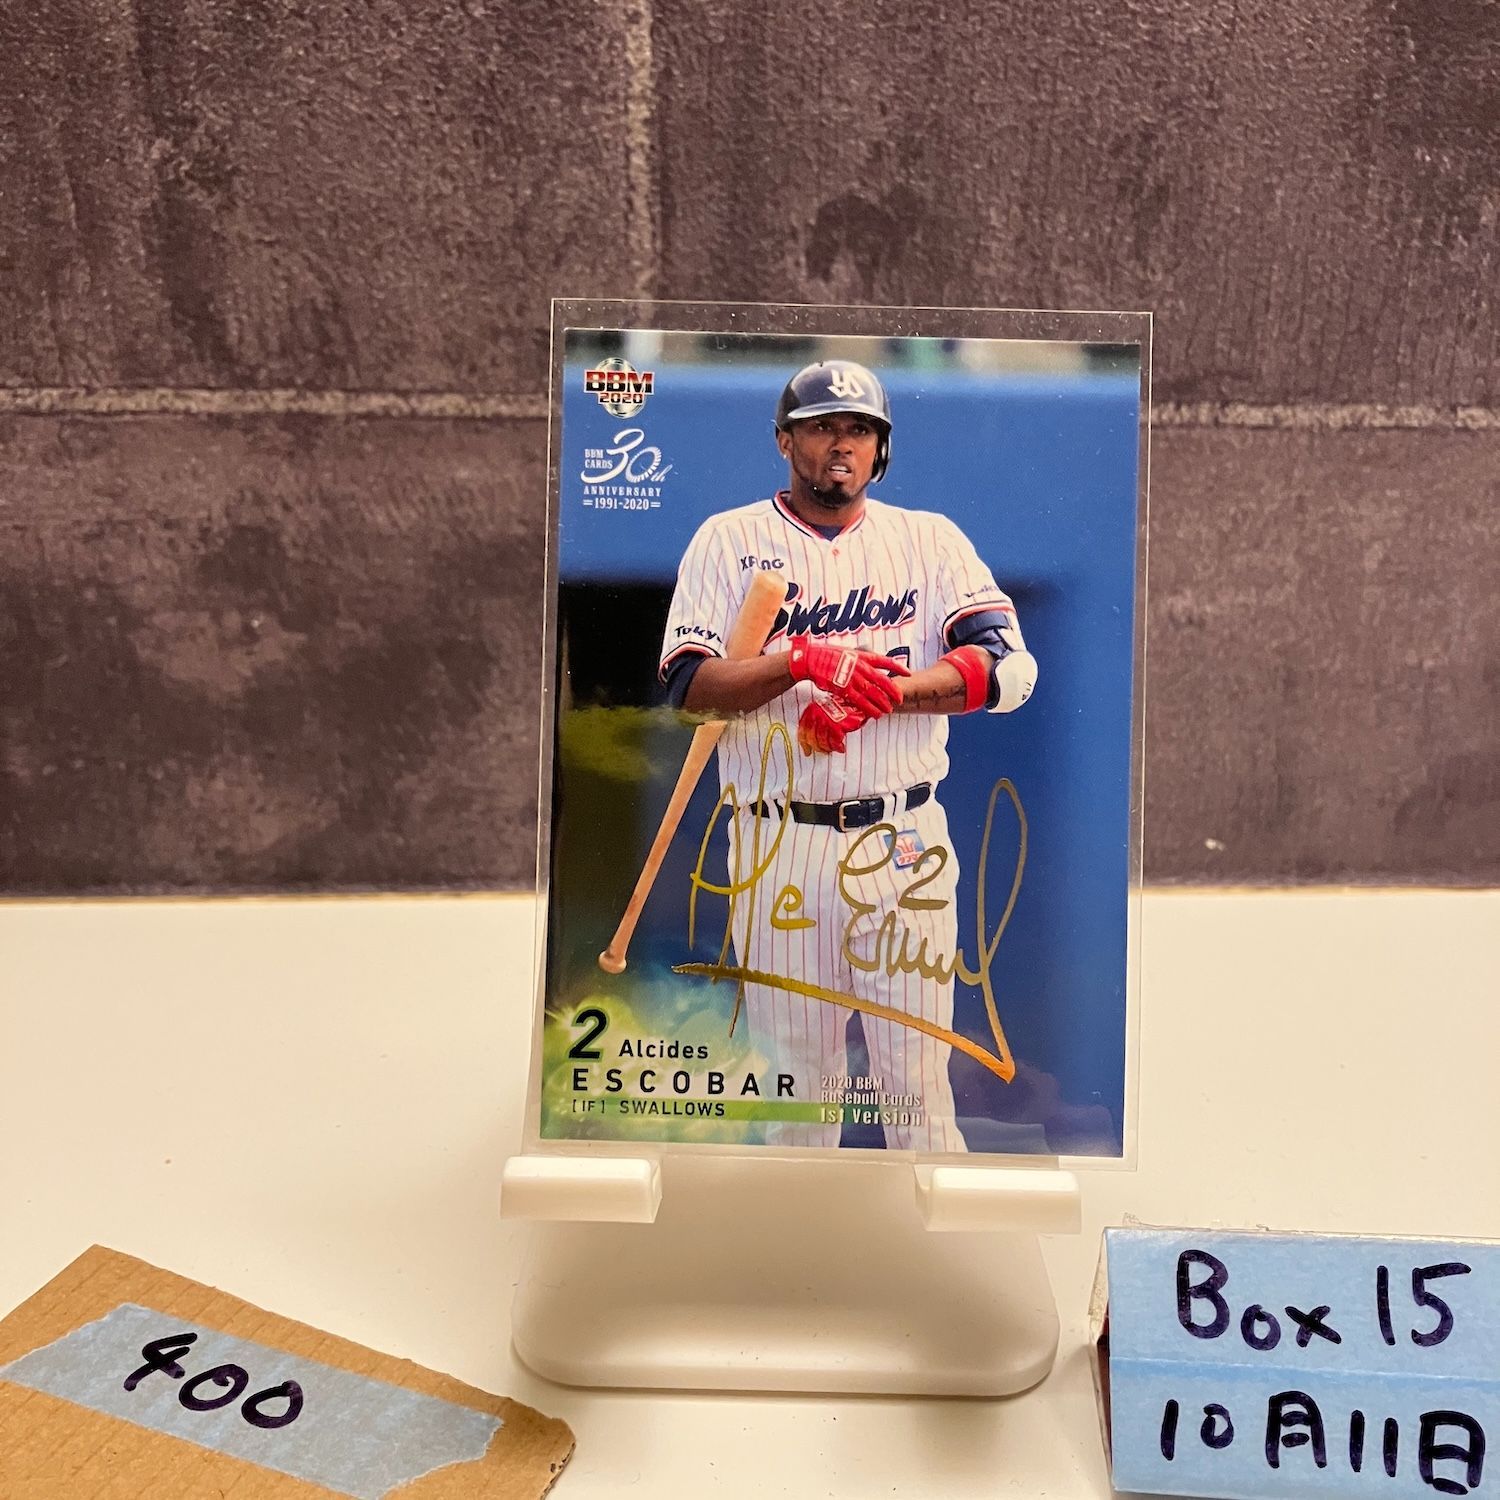 BBM
2020
BBM
CARDS
30th
ANNIVERSARY
=1991-2020=
Swallows
2
2 Alcides
ESCOBAR
[IF] SWALLOWS
2020 BBM
Baseball Cards
1st Version
400
Box 15
10月11日